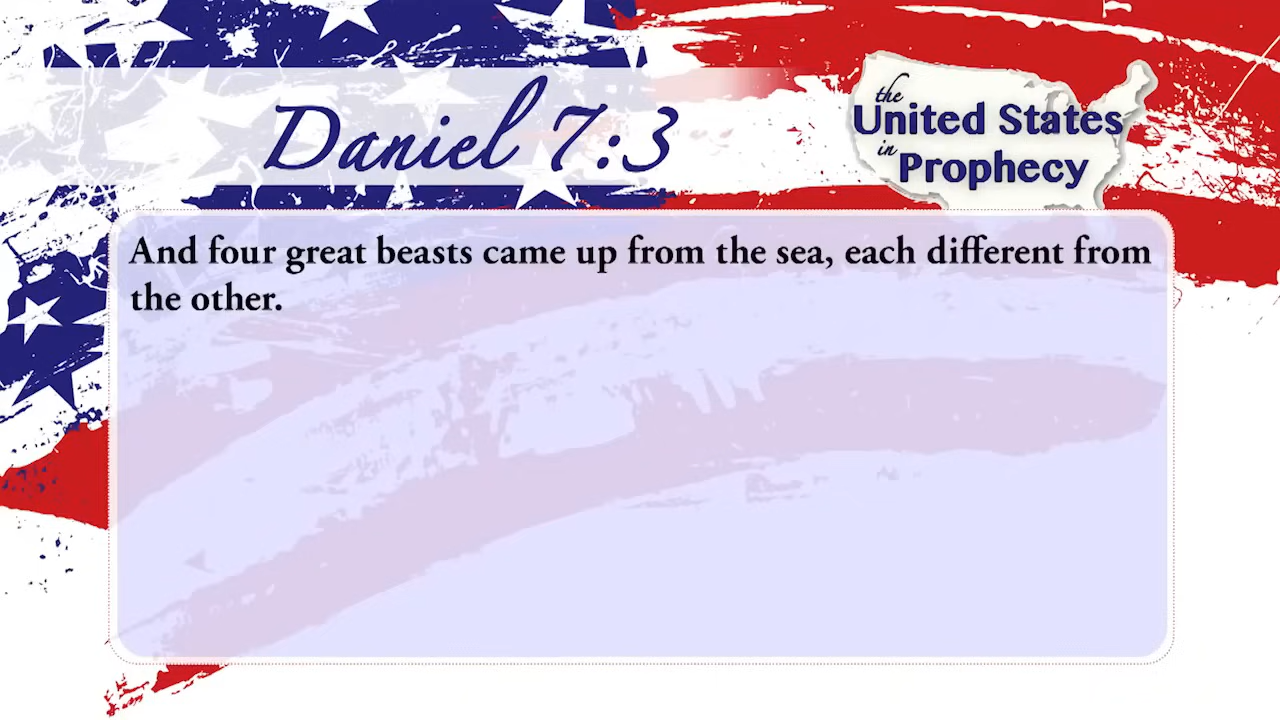 Daniel 7:3
the
United States
in
Prophecy
And four great beasts came up from the sea, each different from
the other.